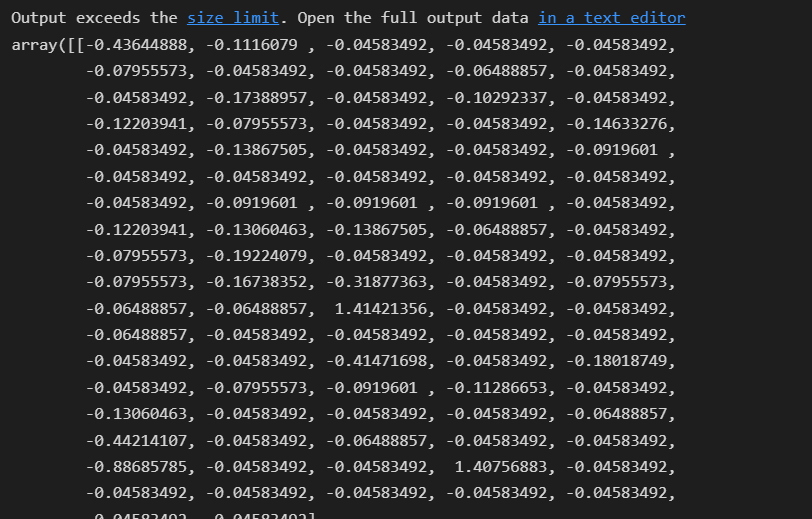 Output exceeds the size limit. Open the full output data in a text editor
array([[-0.43644888, -0.1116079 , -0.04583492, -0.04583492, -0.04583492,
-0.07955573, -0.04583492, -0.04583492, -0.06488857, -0.04583492,
-0.04583492, -0.17388957, -0.04583492, -0.10292337, -0.04583492,
-0.12203941, -0.07955573, -0.04583492, -0.04583492, -0.14633276,
-0.04583492, -0.13867505, -0.04583492, -0.04583492, -0.0919601 ,
-0.04583492, -0.04583492, -0.04583492, -0.04583492, -0.04583492,
-0.04583492, -0.0919601 , -0.0919601 , -0.0919601 , -0.04583492,
-0.12203941, -0.13060463, -0.13867505, -0.06488857, -0.04583492,
-0.07955573, -0.19224079, -0.04583492, -0.04583492, -0.04583492,
-0.07955573, -0.16738352, -0.31877363, -0.04583492, -0.07955573,
-0.06488857, -0.06488857, 1.41421356, -0.04583492, -0.04583492,
-0.06488857, -0.04583492, -0.04583492, -0.04583492, -0.04583492,
-0.04583492, -0.04583492, -0.41471698, -0.04583492, -0.18018749,
-0.04583492, -0.07955573, -0.0919601 , -0.11286653, -0.04583492,
-0.13060463, -0.04583492, -0.04583492, -0.04583492, -0.06488857,
-0.44214107, -0.04583492, -0.06488857, -0.04583492, -0.04583492,
-0.88685785, -0.04583492, -0.04583492, 1.40756883, -0.04583492,
-0.04583492, -0.04583492, -0.04583492, -0.04583492, -0.04583492,
-0.04583492, -0.04583492]